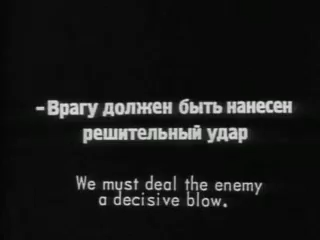 -Врагу должен быть нанесен
решительный удар
We must deal the enemy
a decisive blow.